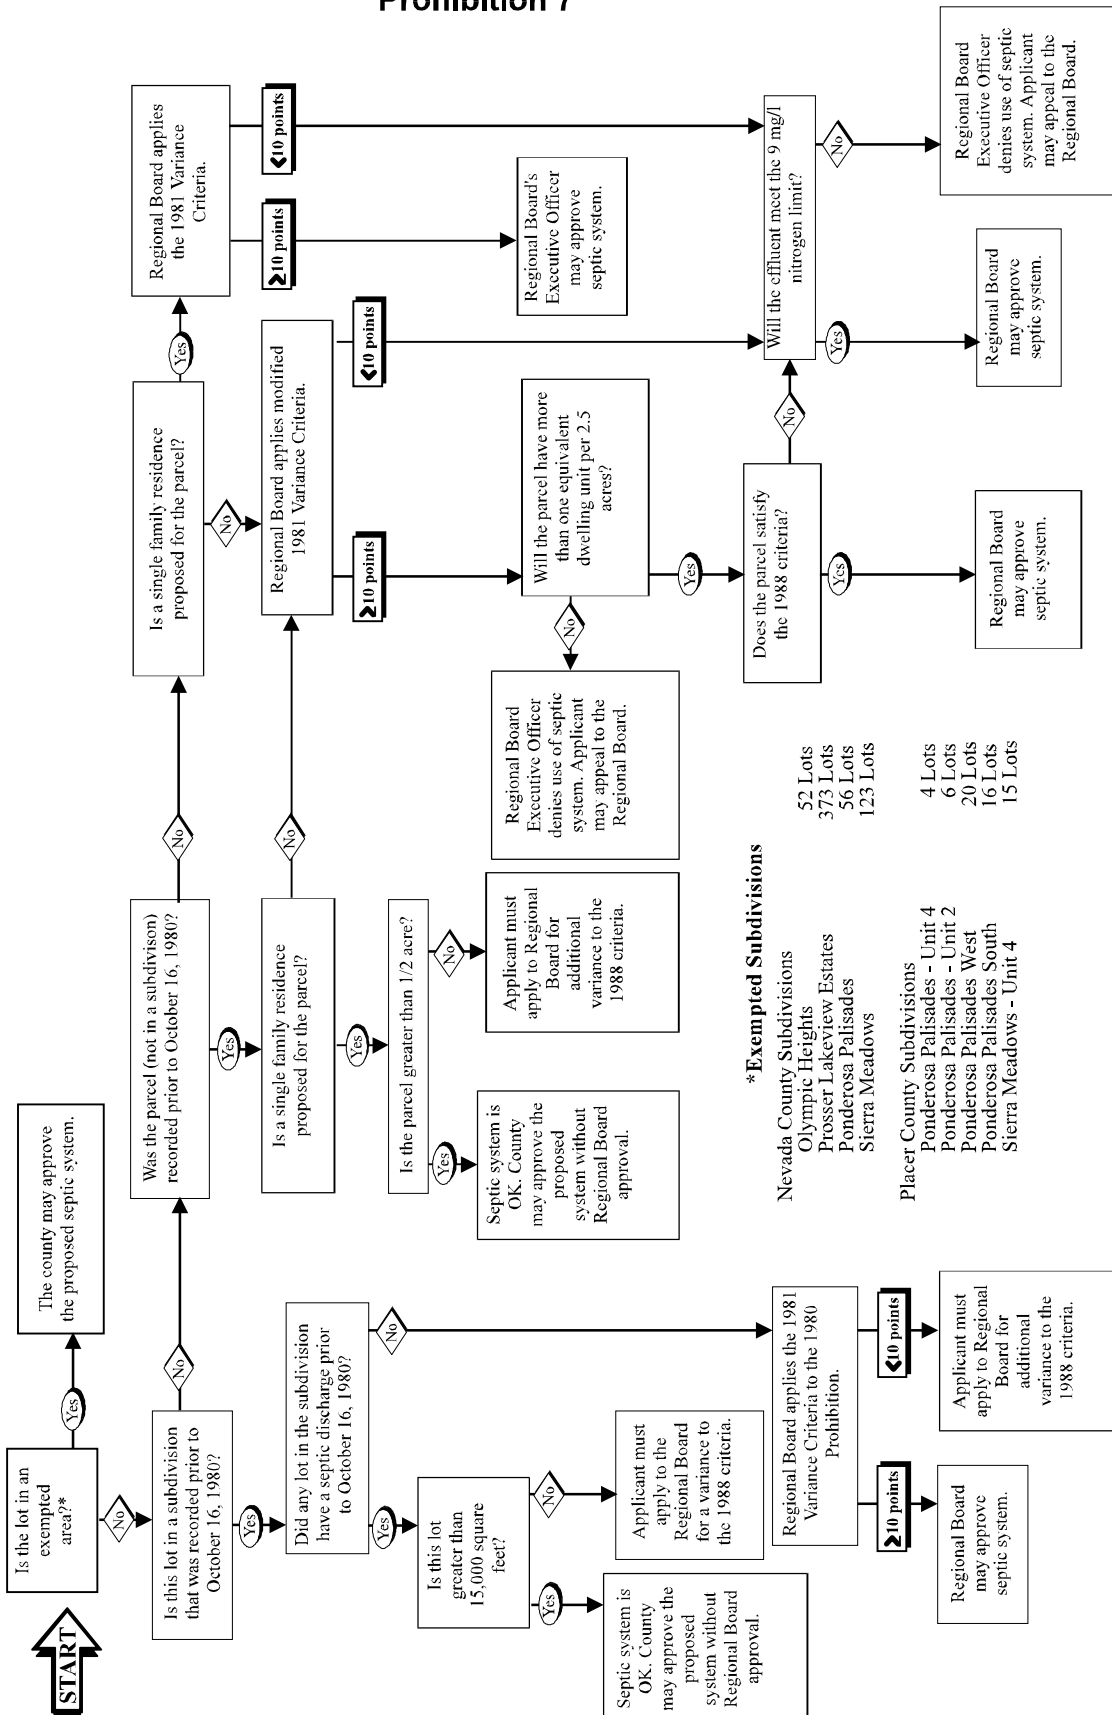 Prohibition 7
START
Is the lot in an
exempted
area?*
Yes
The county may approve
the proposed septic system.
No
Is this lot in a subdivision
that was recorded prior to
October 16, 1980?
No
Was the parcel (not in a subdivison)
recorded prior to October 16, 1980?
No
Is a single family residence
proposed for the parcel?
Yes
Regional Board applies
the 1981 Variance
Criteria.
Yes
Did any lot in the subdivision
have a septic discharge prior
to October 16, 1980?
No
Yes
Is this lot
greater than
15,000 square
feet?
Yes
No
Septic system is
OK. County
may approve the
proposed
system without
Regional Board
approval.
Applicant must
apply to the
Regional Board
for a variance to
the 1988 criteria.
Regional Board applies the 1981
Variance Criteria to the 1980
Prohibition.
≥10 points
<10 points
Regional Board
may approve
septic system.
Applicant must
apply to Regional
Board for
additional
variance to the
1988 criteria.
Yes
Is a single family residence
proposed for the parcel?
No
Yes
Is the parcel greater than 1/2 acre?
Yes
No
Septic system is
OK. County
may approve the
proposed
system without
Regional Board
approval.
Applicant must
apply to Regional
Board for
additional
variance to the
1988 criteria.
No
Regional Board applies modified
1981 Variance Criteria.
≥10 points
<10 points
≥10 points
<10 points
Regional Board's
Executive Officer
may approve
septic system.
Will the parcel have more
than one equivalent
dwelling unit per 2.5
acres?
No
Regional Board
Executive Officer
denies use of septic
system. Applicant
may appeal to the
Regional Board.
Yes
Does the parcel satisfy
the 1988 criteria?
No
Will the effluent meet the 9 mg/l
nitrogen limit?
Yes
Regional Board
may approve
septic system.
Yes
Regional Board
may approve
septic system.
No
Regional Board
Executive Officer
denies use of septic
system. Applicant
may appeal to the
Regional Board.
*Exempted Subdivisions
Nevada County Subdivisions
Olympic Heights 52 Lots
Prosser Lakeview Estates 373 Lots
Ponderosa Palisades 56 Lots
Sierra Meadows 123 Lots
Placer County Subdivisions
Ponderosa Palisades - Unit 4 4 Lots
Ponderosa Palisades - Unit 2 6 Lots
Ponderosa Palisades West 20 Lots
Ponderosa Palisades South 16 Lots
Sierra Meadows - Unit 4 15 Lots